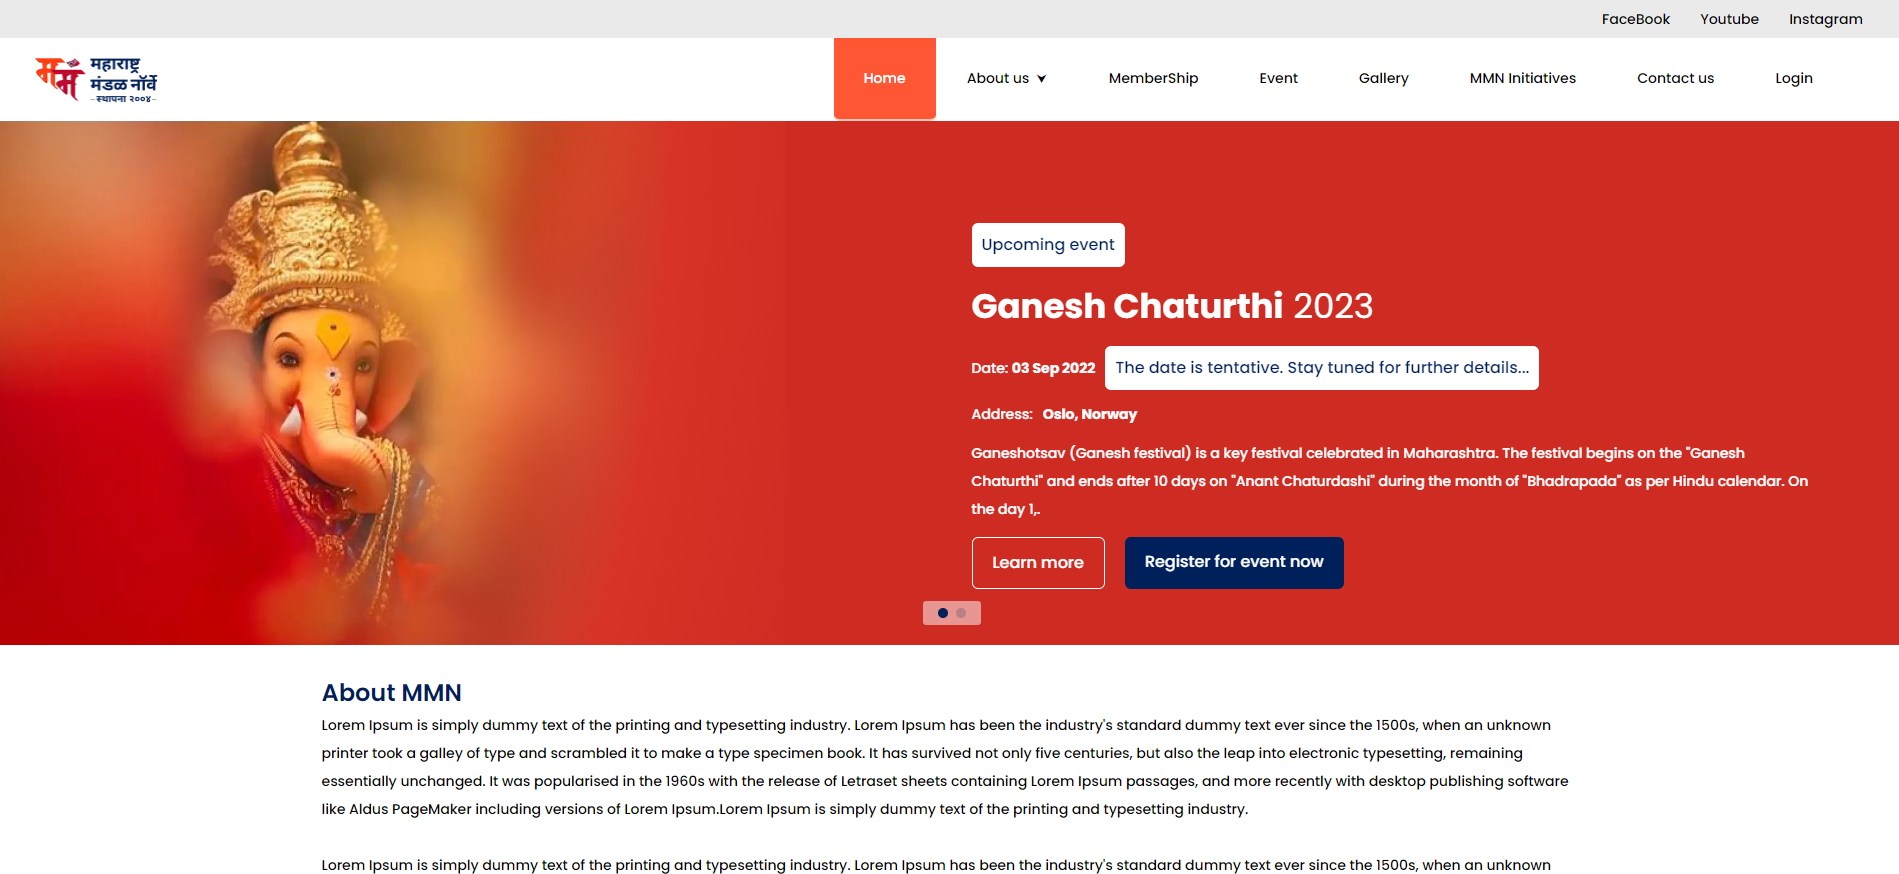 FaceBook Youtube Instagram
महाराष्ट्र
मंडळ नॉर्वे
-स्थापना २००४-
Home About us MemberShip Event Gallery MMN Initiatives Contact us Login
Upcoming event
Ganesh Chaturthi 2023
Date: 03 Sep 2022 The date is tentative. Stay tuned for further details...
Address: Oslo, Norway
Ganeshotsav (Ganesh festival) is a key festival celebrated in Maharashtra. The festival begins on the "Ganesh
Chaturthi" and ends after 10 days on "Anant Chaturdashi" during the month of "Bhadrapada" as per Hindu calendar. On
the day 1,.
Learn more Register for event now
About MMN
Lorem Ipsum is simply dummy text of the printing and typesetting industry. Lorem Ipsum has been the industry's standard dummy text ever since the 1500s, when an unknown
printer took a galley of type and scrambled it to make a type specimen book. It has survived not only five centuries, but also the leap into electronic typesetting, remaining
essentially unchanged. It was popularised in the 1960s with the release of Letraset sheets containing Lorem Ipsum passages, and more recently with desktop publishing software
like Aldus PageMaker including versions of Lorem Ipsum.Lorem Ipsum is simply dummy text of the printing and typesetting industry.
Lorem Ipsum is simply dummy text of the printing and typesetting industry. Lorem Ipsum has been the industry's standard dummy text ever since the 1500s, when an unknown